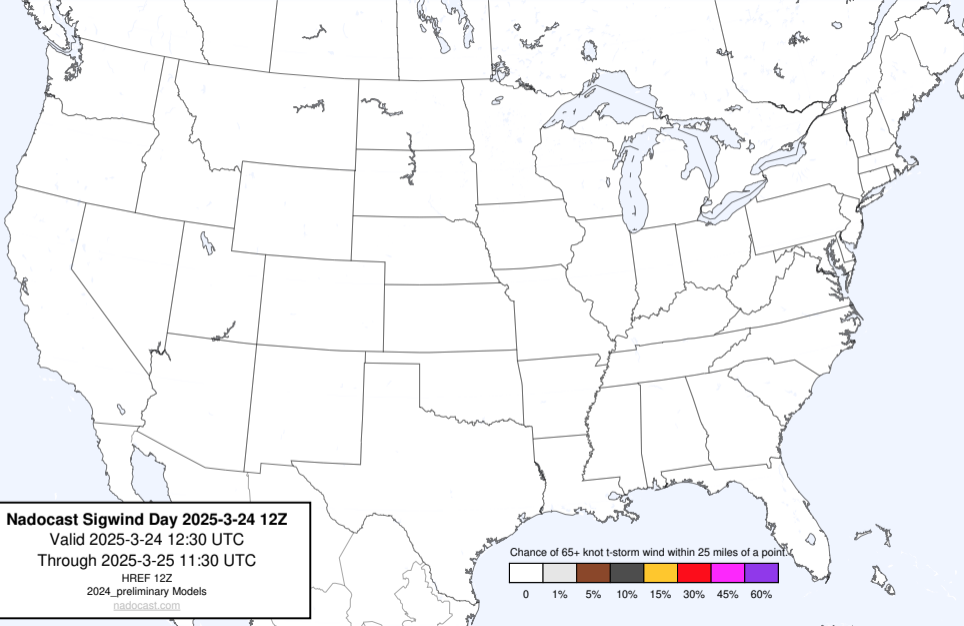 Nadocast Sigwind Day 2025-3-24 12Z
Valid 2025-3-24 12:30 UTC
Through 2025-3-25 11:30 UTC
HREF 12Z
2024_preliminary Models
nadocast.com
Chance of 65+ knot t-storm wind within 25 miles of a point.
0 1% 5% 10% 15% 30% 45% 60%